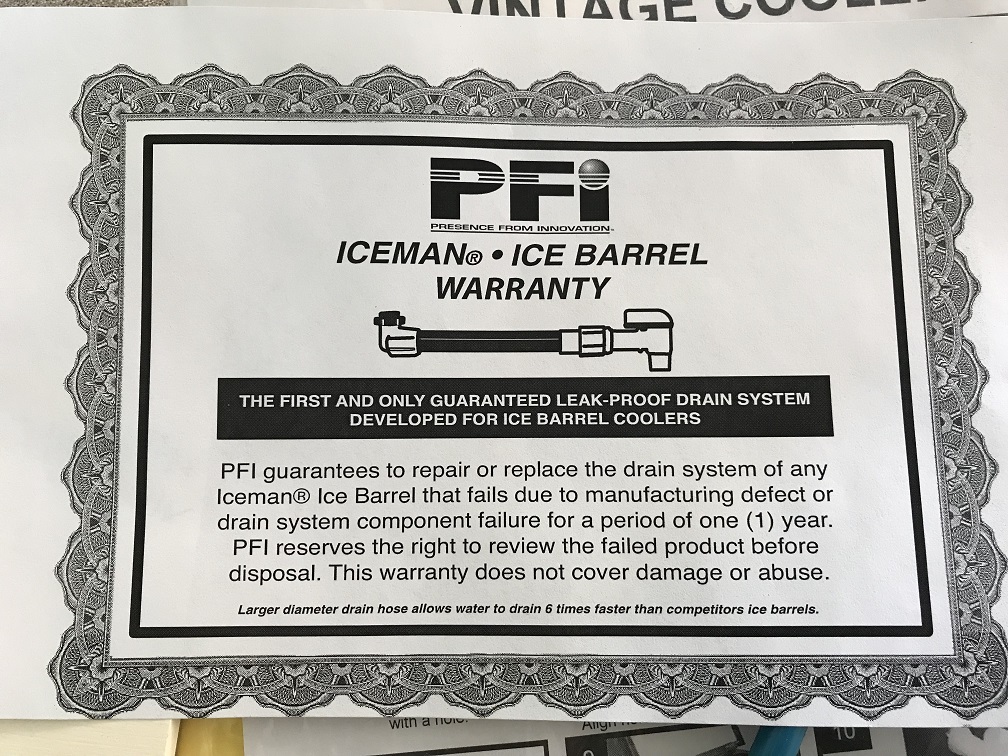 VINTAGE COOLE
PFi
PRESENCE FROM INNOVATION
ICEMAN® • ICE BARREL
WARRANTY
THE FIRST AND ONLY GUARANTEED LEAK-PROOF DRAIN SYSTEM
DEVELOPED FOR ICE BARREL COOLERS
PFI guarantees to repair or replace the drain system of any
Iceman® Ice Barrel that fails due to manufacturing defect or
drain system component failure for a period of one (1) year.
PFI reserves the right to review the failed product before
disposal. This warranty does not cover damage or abuse.
Larger diameter drain hose allows water to drain 6 times faster than competitors ice barrels.
with a hole.
10